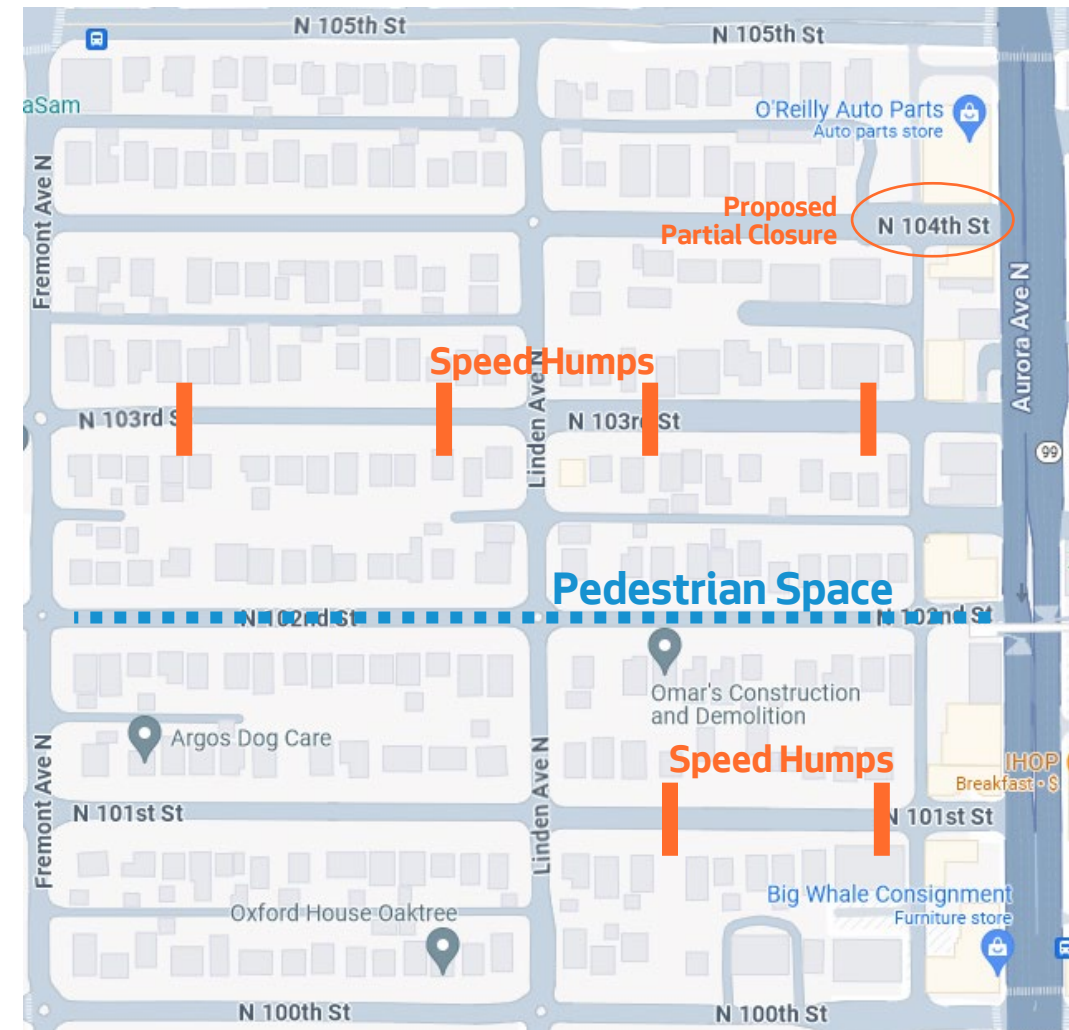 N 105th St
N 105th St
aSam
O'Reilly Auto Parts
Auto parts store
Fremont Ave N
Proposed
Partial Closure
N 104th St
Aurora Ave N
Speed Humps
Linden Ave N
N 103rd S
N 103rd St
99
Pedestrian Space
N 102nd St
N 102nd St
Omar's Construction
and Demolition
Argos Dog Care
Speed Humps
IHOP
Breakfast · $
Fremont Ave N
Linden Ave N
N 101st St
N 101st St
Big Whale Consignment
Furniture store
Oxford House Oaktree
N 100th St
N 100th St